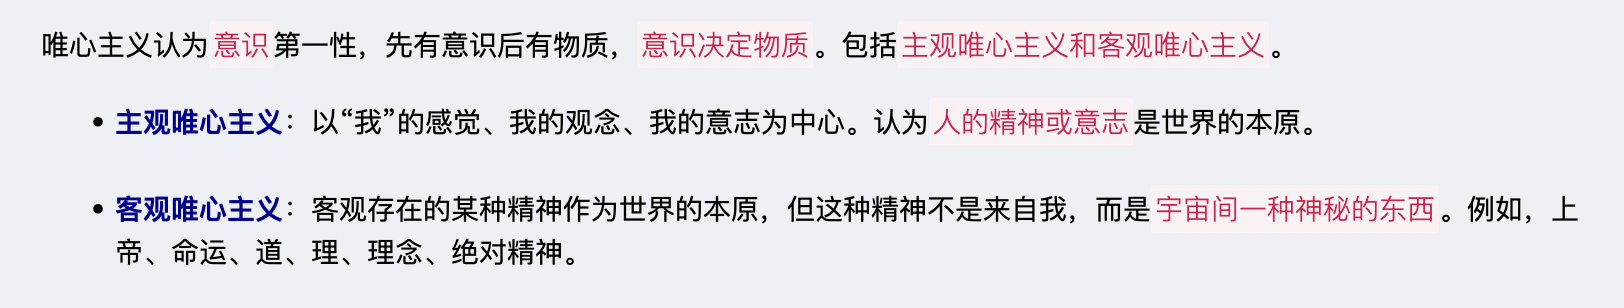 唯心主义认为意识第一性，先有意识后有物质，意识决定物质。包括主观唯心主义和客观唯心主义。
• 主观唯心主义：以“我”的感觉、我的观念、我的意志为中心。认为人的精神或意志是世界的本原。
• 客观唯心主义：客观存在的某种精神作为世界的本原，但这种精神不是来自我，而是宇宙间一种神秘的东西。例如，上
帝、命运、道、理、理念、绝对精神。